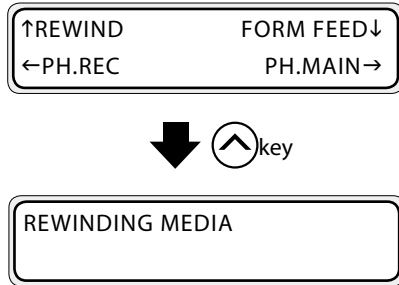 ↑REWIND FORM FEED↓
←PH.REC PH.MAIN→
key
REWINDING MEDIA